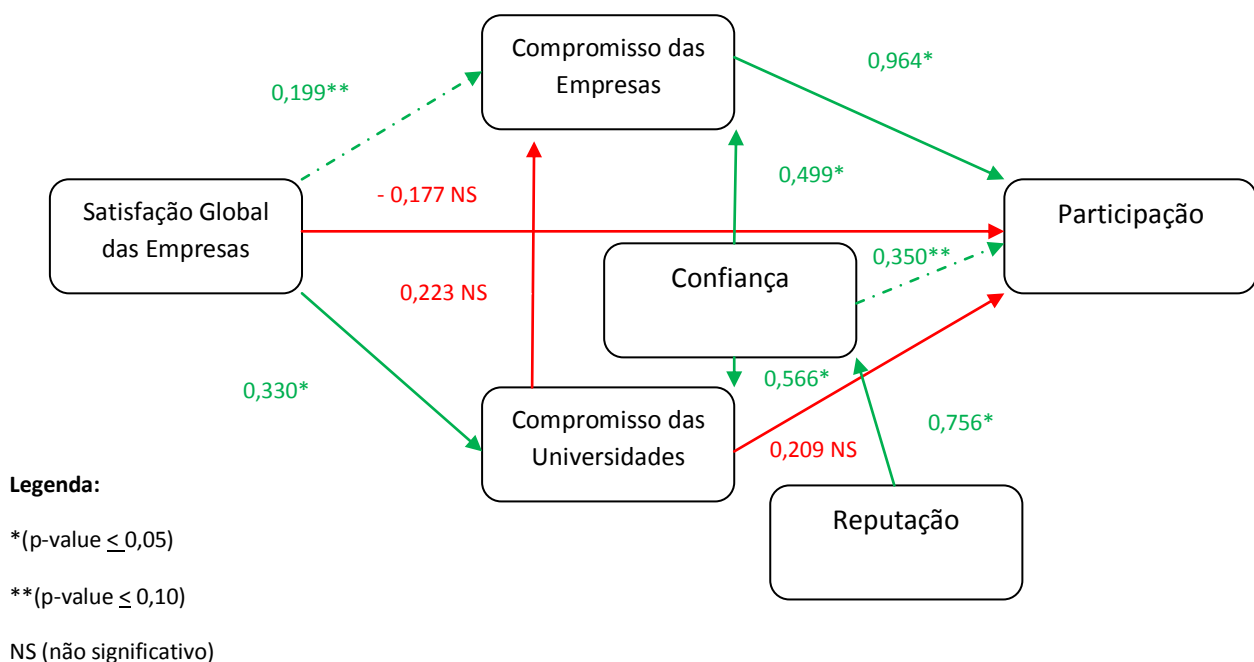 Compromisso das
Empresas
0,964*
0,199**
0,499*
- 0,177 NS
Satisfação Global
das Empresas
Participação
0,350**
Confiança
0,223 NS
0,566*
0,330*
Compromisso das
Universidades
0,756*
0,209 NS
Reputação
Legenda:
*(p-value < 0,05)
**(p-value < 0,10)
NS (não significativo)